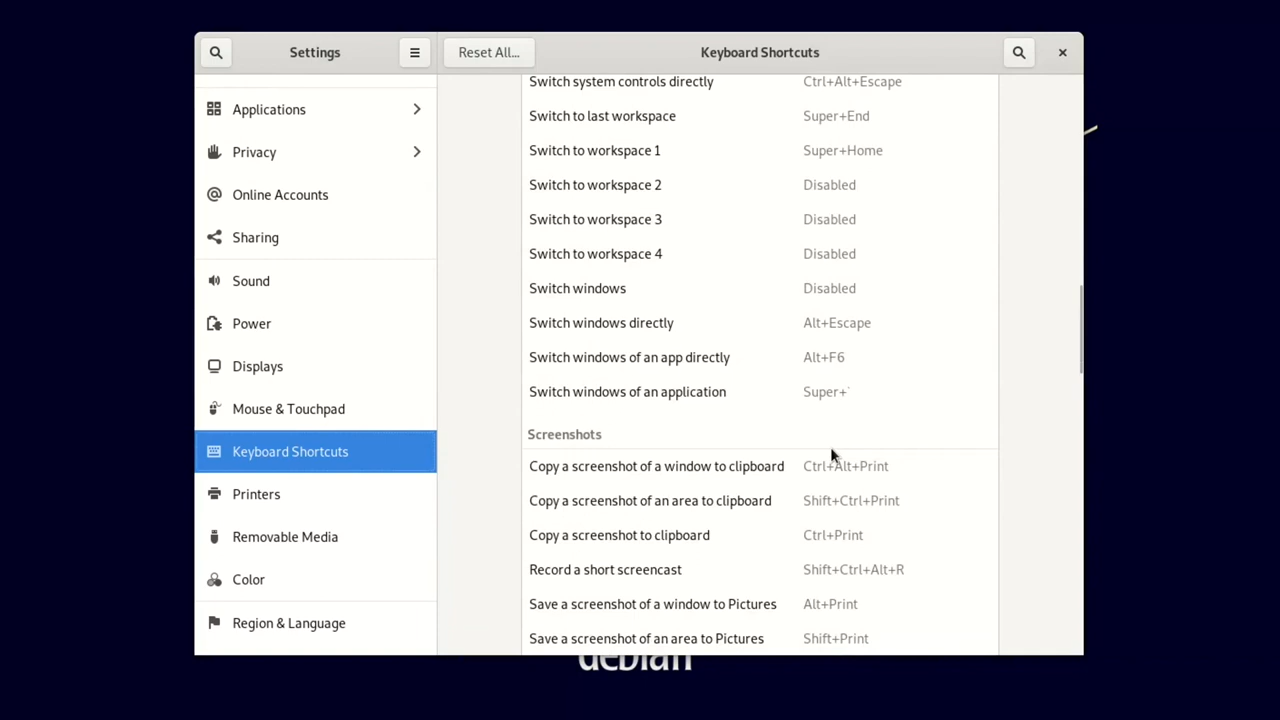 Settings
Reset All...
Keyboard Shortcuts
Applications
Privacy
Online Accounts
Sharing
Sound
Power
Displays
Mouse & Touchpad
Keyboard Shortcuts
Printers
Removable Media
Color
Region & Language
Switch system controls directly Ctrl+Alt+Escape
Switch to last workspace Super+End
Switch to workspace 1 Super+Home
Switch to workspace 2 Disabled
Switch to workspace 3 Disabled
Switch to workspace 4 Disabled
Switch windows Disabled
Switch windows directly Alt+Escape
Switch windows of an app directly Alt+F6
Switch windows of an application Super+`
Screenshots
Copy a screenshot of a window to clipboard Ctrl+Alt+Print
Copy a screenshot of an area to clipboard Shift+Ctrl+Print
Copy a screenshot to clipboard Ctrl+Print
Record a short screencast Shift+Ctrl+Alt+R
Save a screenshot of a window to Pictures Alt+Print
Save a screenshot of an area to Pictures Shift+Print
debian